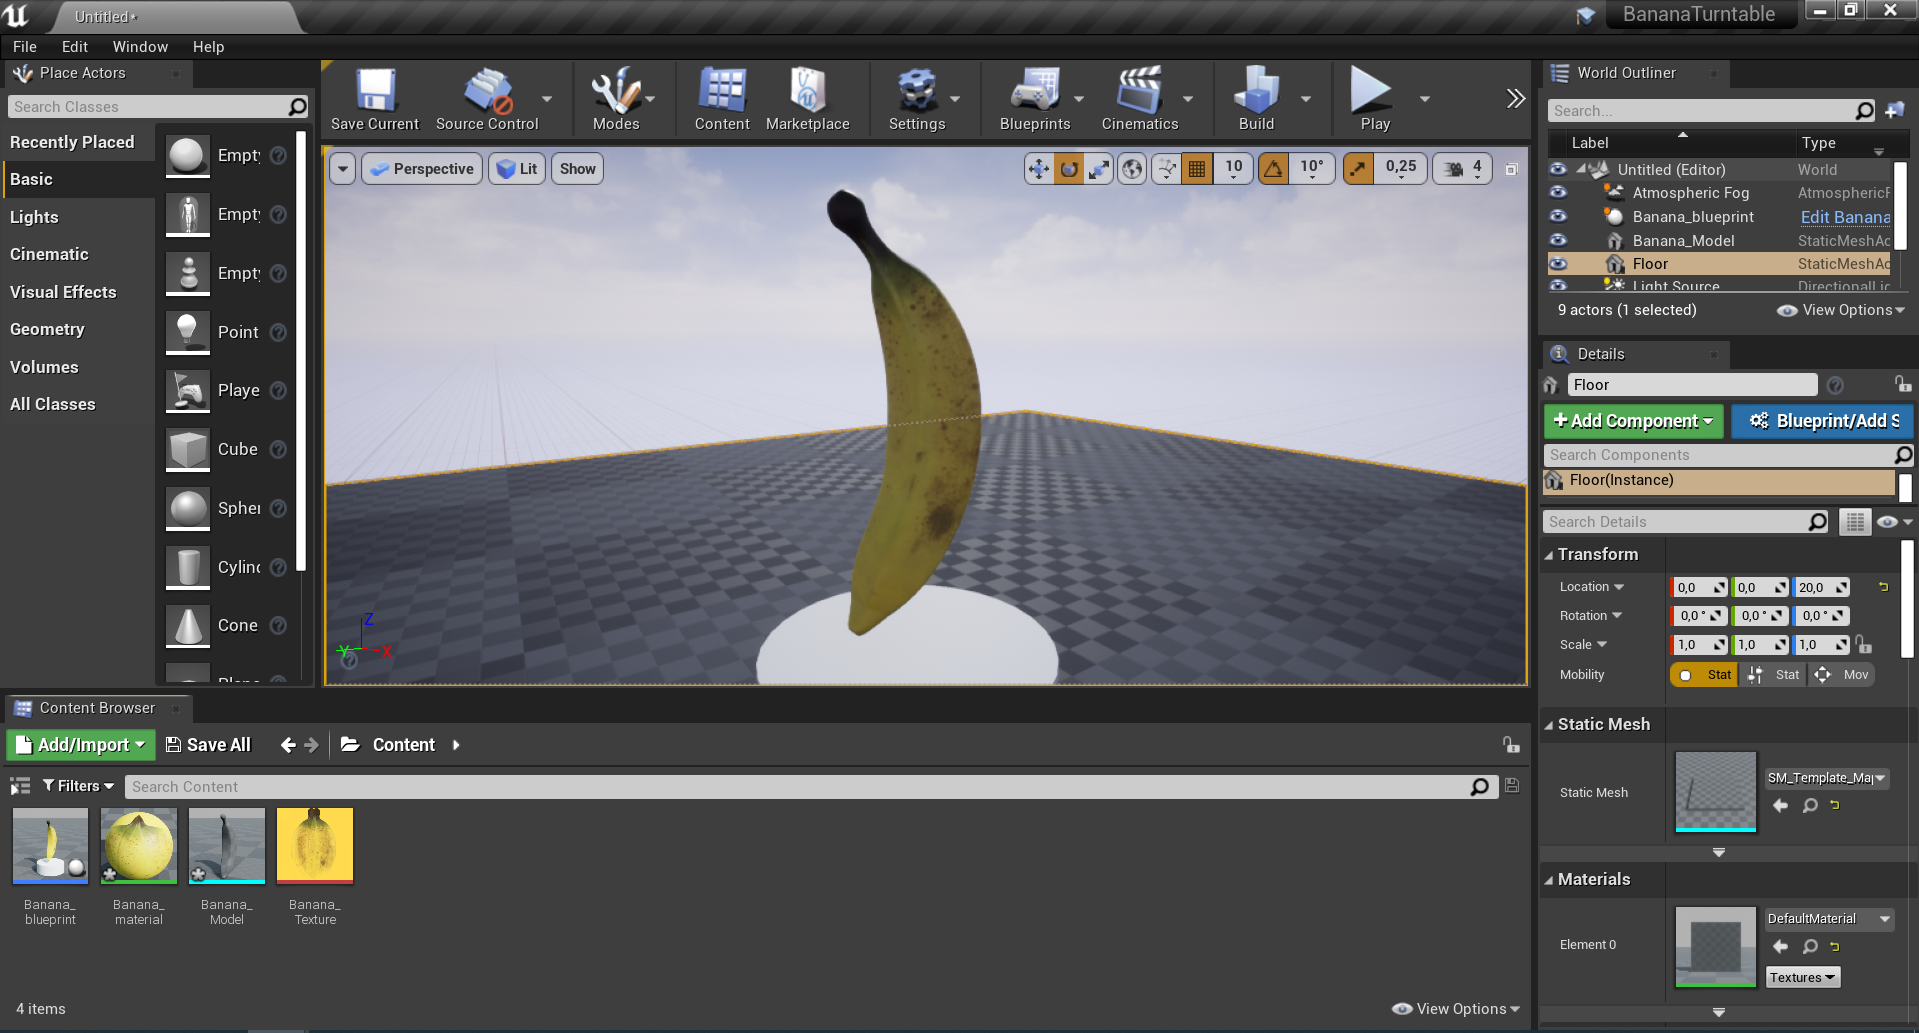 Untitled*
BananaTurntable
File Edit Window Help
Place Actors
Search Classes
Recently Placed
Basic
Lights
Cinematic
Visual Effects
Geometry
Volumes
All Classes
Empty
Empty
Empty
Point
Playe
Cube
Spher
Cylind
Cone
Save Current
Source Control
Modes
Content
Marketplace
Settings
Blueprints
Cinematics
Build
Play
Perspective
Lit
Show
10
10°
0,25
4
Z
Y
X
World Outliner
Search...
Label Type
Untitled (Editor) World
Atmospheric Fog AtmosphericF
Banana_blueprint Edit Banana
Banana_Model StaticMeshAc
Floor StaticMeshAc
Light Source DirectionalLig
9 actors (1 selected)
View Options
Details
Floor
+Add Component
Blueprint/Add S
Search Components
Floor(Instance)
Search Details
Transform
Location 0,0 0,0 20,0
Rotation 0,0 ° 0,0 ° 0,0 °
Scale 1,0 1,0 1,0
Mobility Stat Stat Mov
Static Mesh
Static Mesh
SM_Template_Map
Materials
Element 0
DefaultMaterial
Textures
Content Browser
Add/Import
Save All
Content
Filters
Search Content
Banana_
blueprint
Banana_
material
Banana_
Model
Banana_
Texture
4 items
View Options